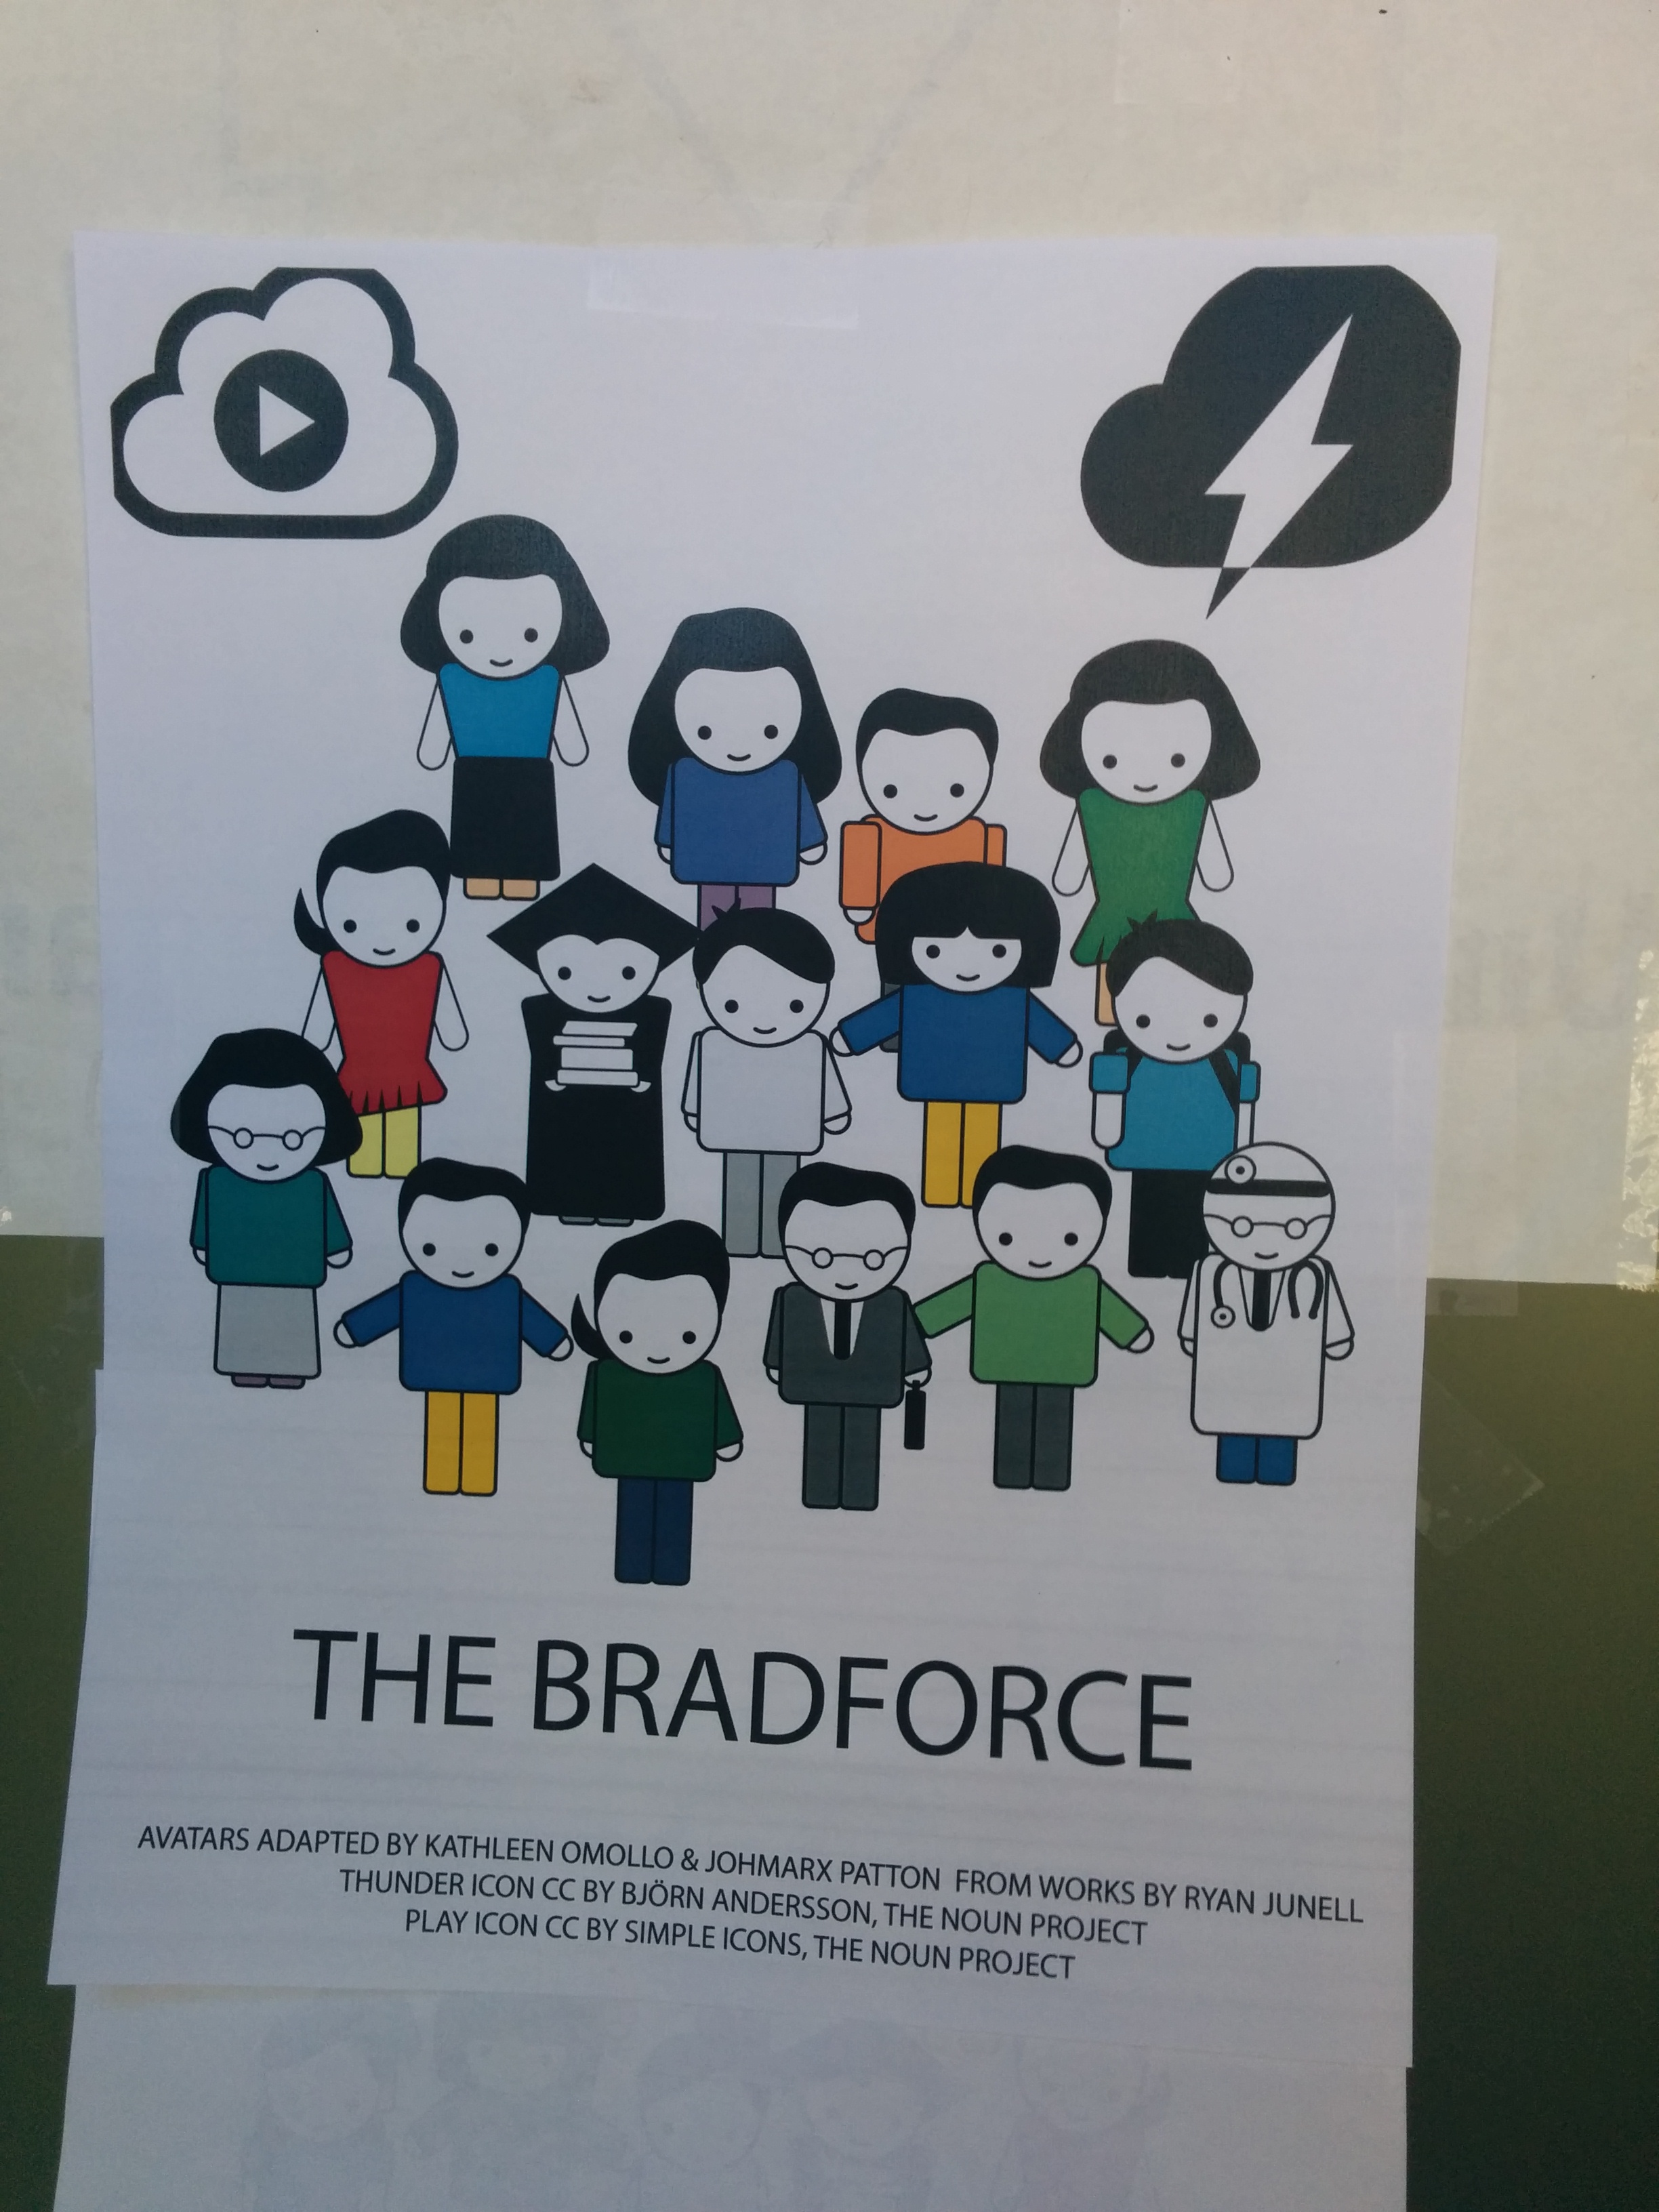 THE BRADFORCE
AVATARS ADAPTED BY KATHLEEN OMOLLO & JOHMARX PATTON FROM WORKS BY RYAN JUNELL
THUNDER ICON CC BY BJÖRN ANDERSSON, THE NOUN PROJECT
PLAY ICON CC BY SIMPLE ICONS, THE NOUN PROJECT